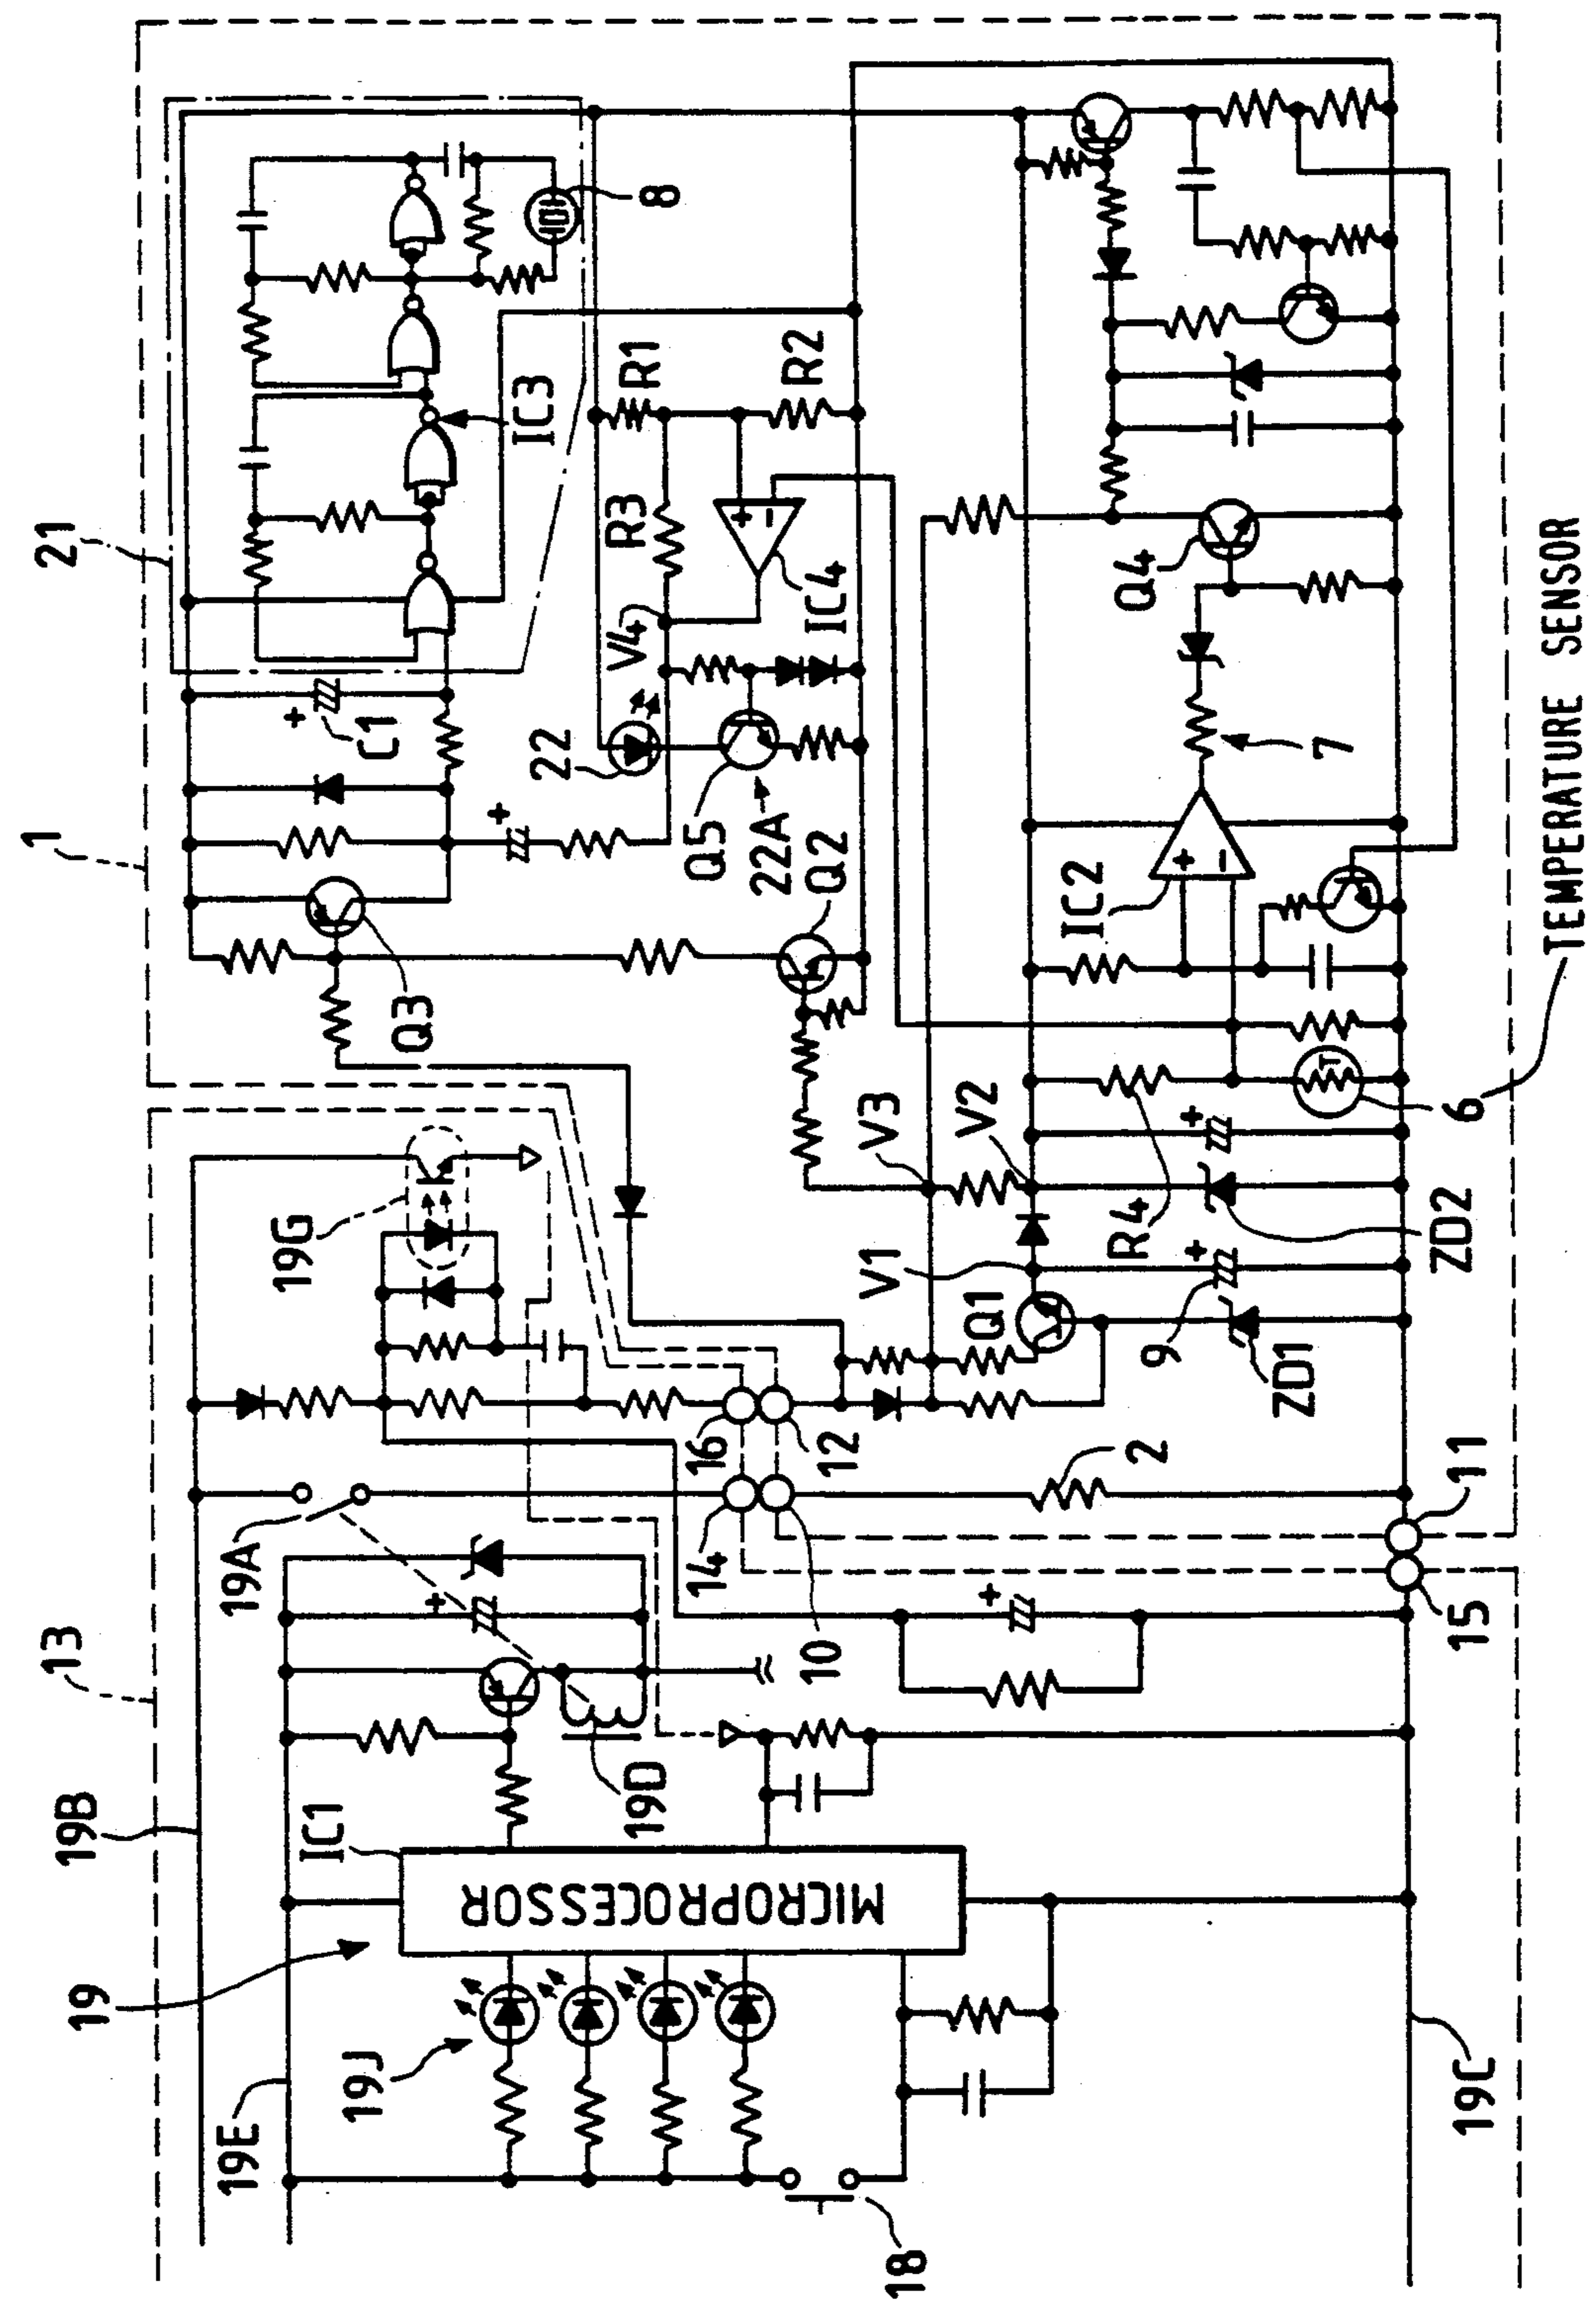 1
21
8
IC3
C1
R1
R2
R3
V4
IC4
22
Q5
22A
Q2
Q3
Q4
7
IC2
TEMPERATURE SENSOR
6
V3
V2
R4
ZD2
V1
Q1
9
ZD1
19G
16
12
2
11
19A
14
10
15
13
19B
19D
IC1
MICROPROCESSOR
19
19J
19E
18
19C
+
+
+
−
+
−
+
+
+
+
T